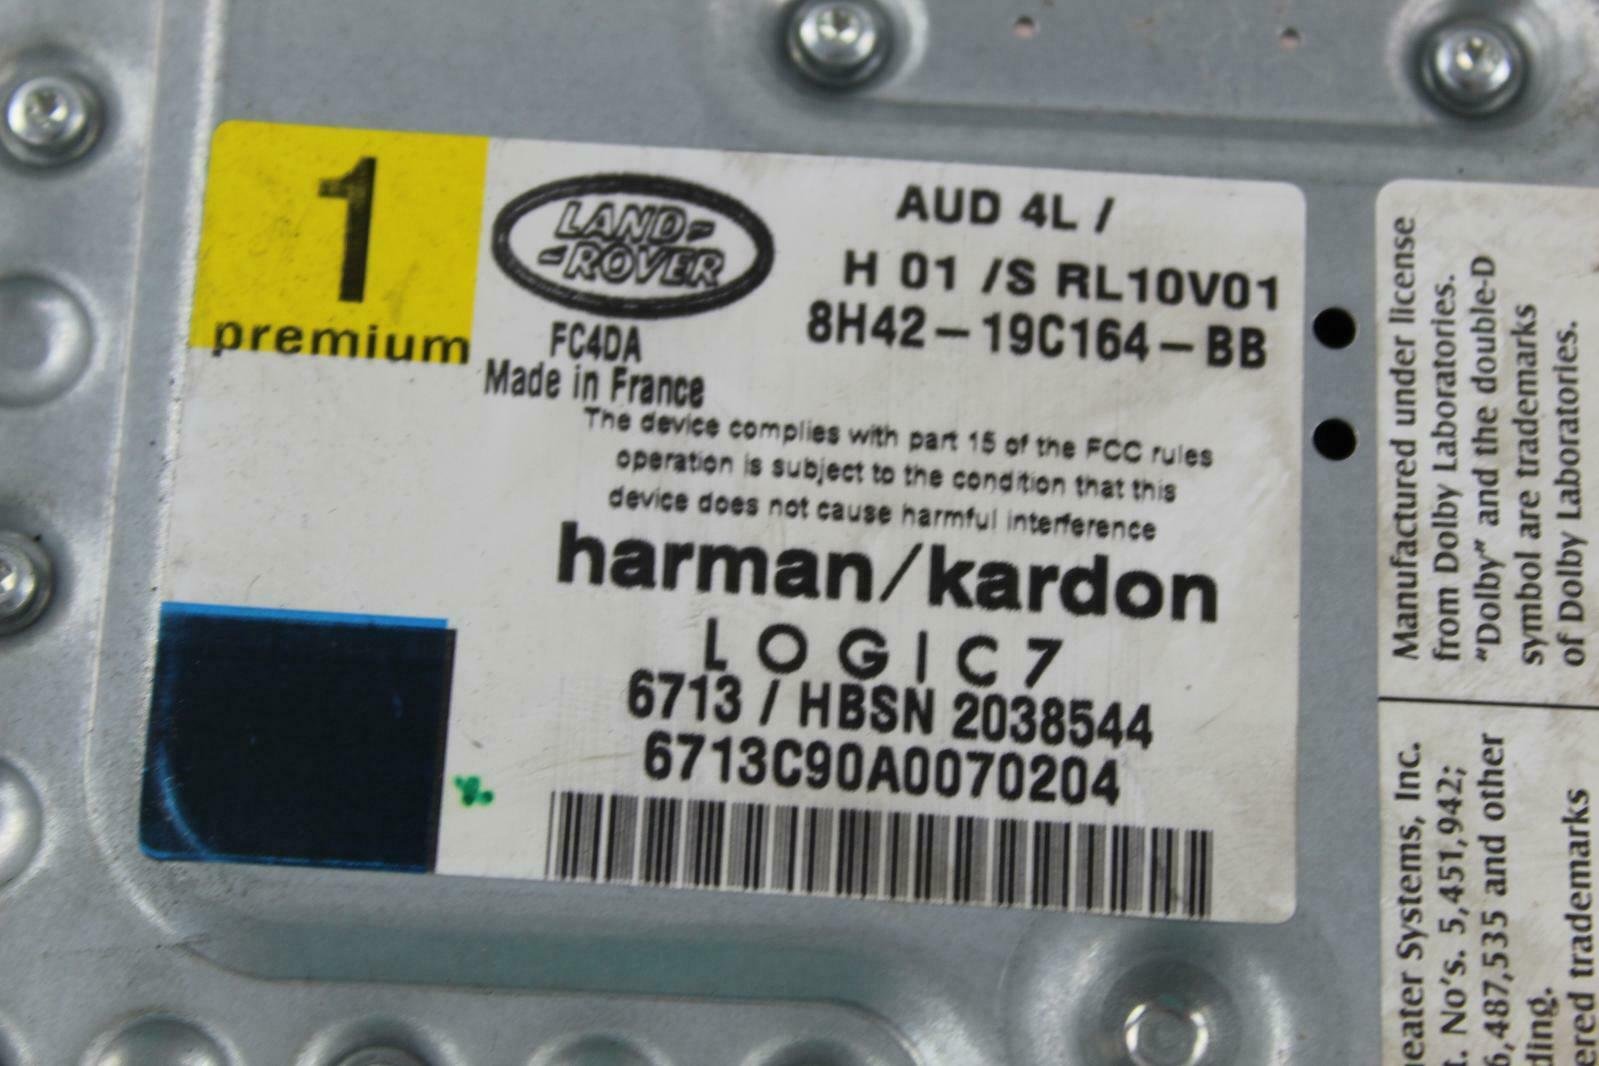 1
premium
LAND-
-ROVER
FC4DA
Made in France
AUD 4L /
H 01 /S RL10V01
8H42-19C164-BB
The device complies with part 15 of the FCC rules
operation is subject to the condition that this
device does not cause harmful interference
harman/kardon
LOGIC7
6713 / HBSN 2038544
6713C90A0070204
Manufactured under license
from Dolby Laboratories.
"Dolby" and the double-D
symbol are trademarks
of Dolby Laboratories.
eater Systems, Inc.
t. No's. 5,451,942;
6,487,535 and other
ding.
ered trademarks